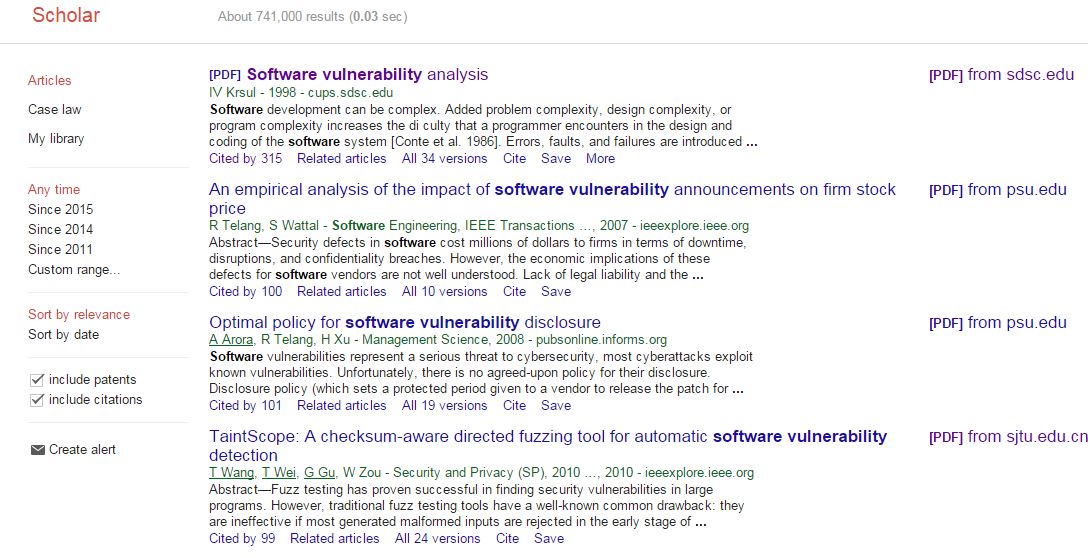 Scholar
About 741,000 results (0.03 sec)
Articles
Case law
My library
Any time
Since 2015
Since 2014
Since 2011
Custom range...
Sort by relevance
Sort by date
include patents
include citations
Create alert
[PDF] Software vulnerability analysis
IV Krsul - 1998 - cups.sdsc.edu
Software development can be complex. Added problem complexity, design complexity, or
program complexity increases the di culty that a programmer encounters in the design and
coding of the software system [Conte et al. 1986]. Errors, faults, and failures are introduced ...
Cited by 315 Related articles All 34 versions Cite Save More
[PDF] from sdsc.edu
An empirical analysis of the impact of software vulnerability announcements on firm stock
price
R Telang, S Wattal - Software Engineering, IEEE Transactions ..., 2007 - ieeexplore.ieee.org
Abstract—Security defects in software cost millions of dollars to firms in terms of downtime,
disruptions, and confidentiality breaches. However, the economic implications of these
defects for software vendors are not well understood. Lack of legal liability and the ...
Cited by 100 Related articles All 10 versions Cite Save
[PDF] from psu.edu
Optimal policy for software vulnerability disclosure
A Arora, R Telang, H Xu - Management Science, 2008 - pubsonline.informs.org
Software vulnerabilities represent a serious threat to cybersecurity, most cyberattacks exploit
known vulnerabilities. Unfortunately, there is no agreed-upon policy for their disclosure.
Disclosure policy (which sets a protected period given to a vendor to release the patch for ...
Cited by 101 Related articles All 19 versions Cite Save
[PDF] from psu.edu
TaintScope: A checksum-aware directed fuzzing tool for automatic software vulnerability
detection
T Wang, T Wei, G Gu, W Zou - Security and Privacy (SP), 2010 ..., 2010 - ieeexplore.ieee.org
Abstract—Fuzz testing has proven successful in finding security vulnerabilities in large
programs. However, traditional fuzz testing tools have a well-known common drawback: they
are ineffective if most generated malformed inputs are rejected in the early stage of ...
Cited by 99 Related articles All 24 versions Cite Save
[PDF] from sjtu.edu.cn